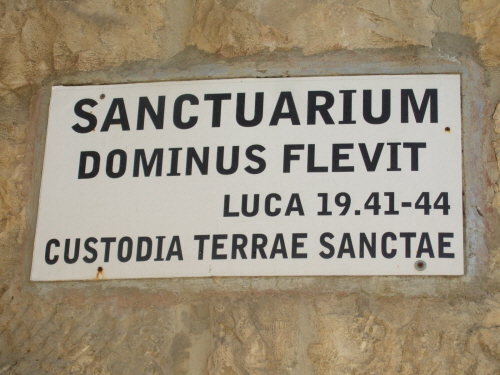 SANCTUARIUM
DOMINUS FLEVIT
LUCA 19.41-44
CUSTODIA TERRAE SANCTAE